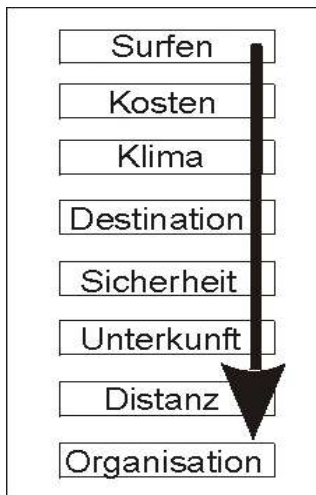 Surfen
Kosten
Klima
Destination
Sicherheit
Unterkunft
Distanz
Organisation